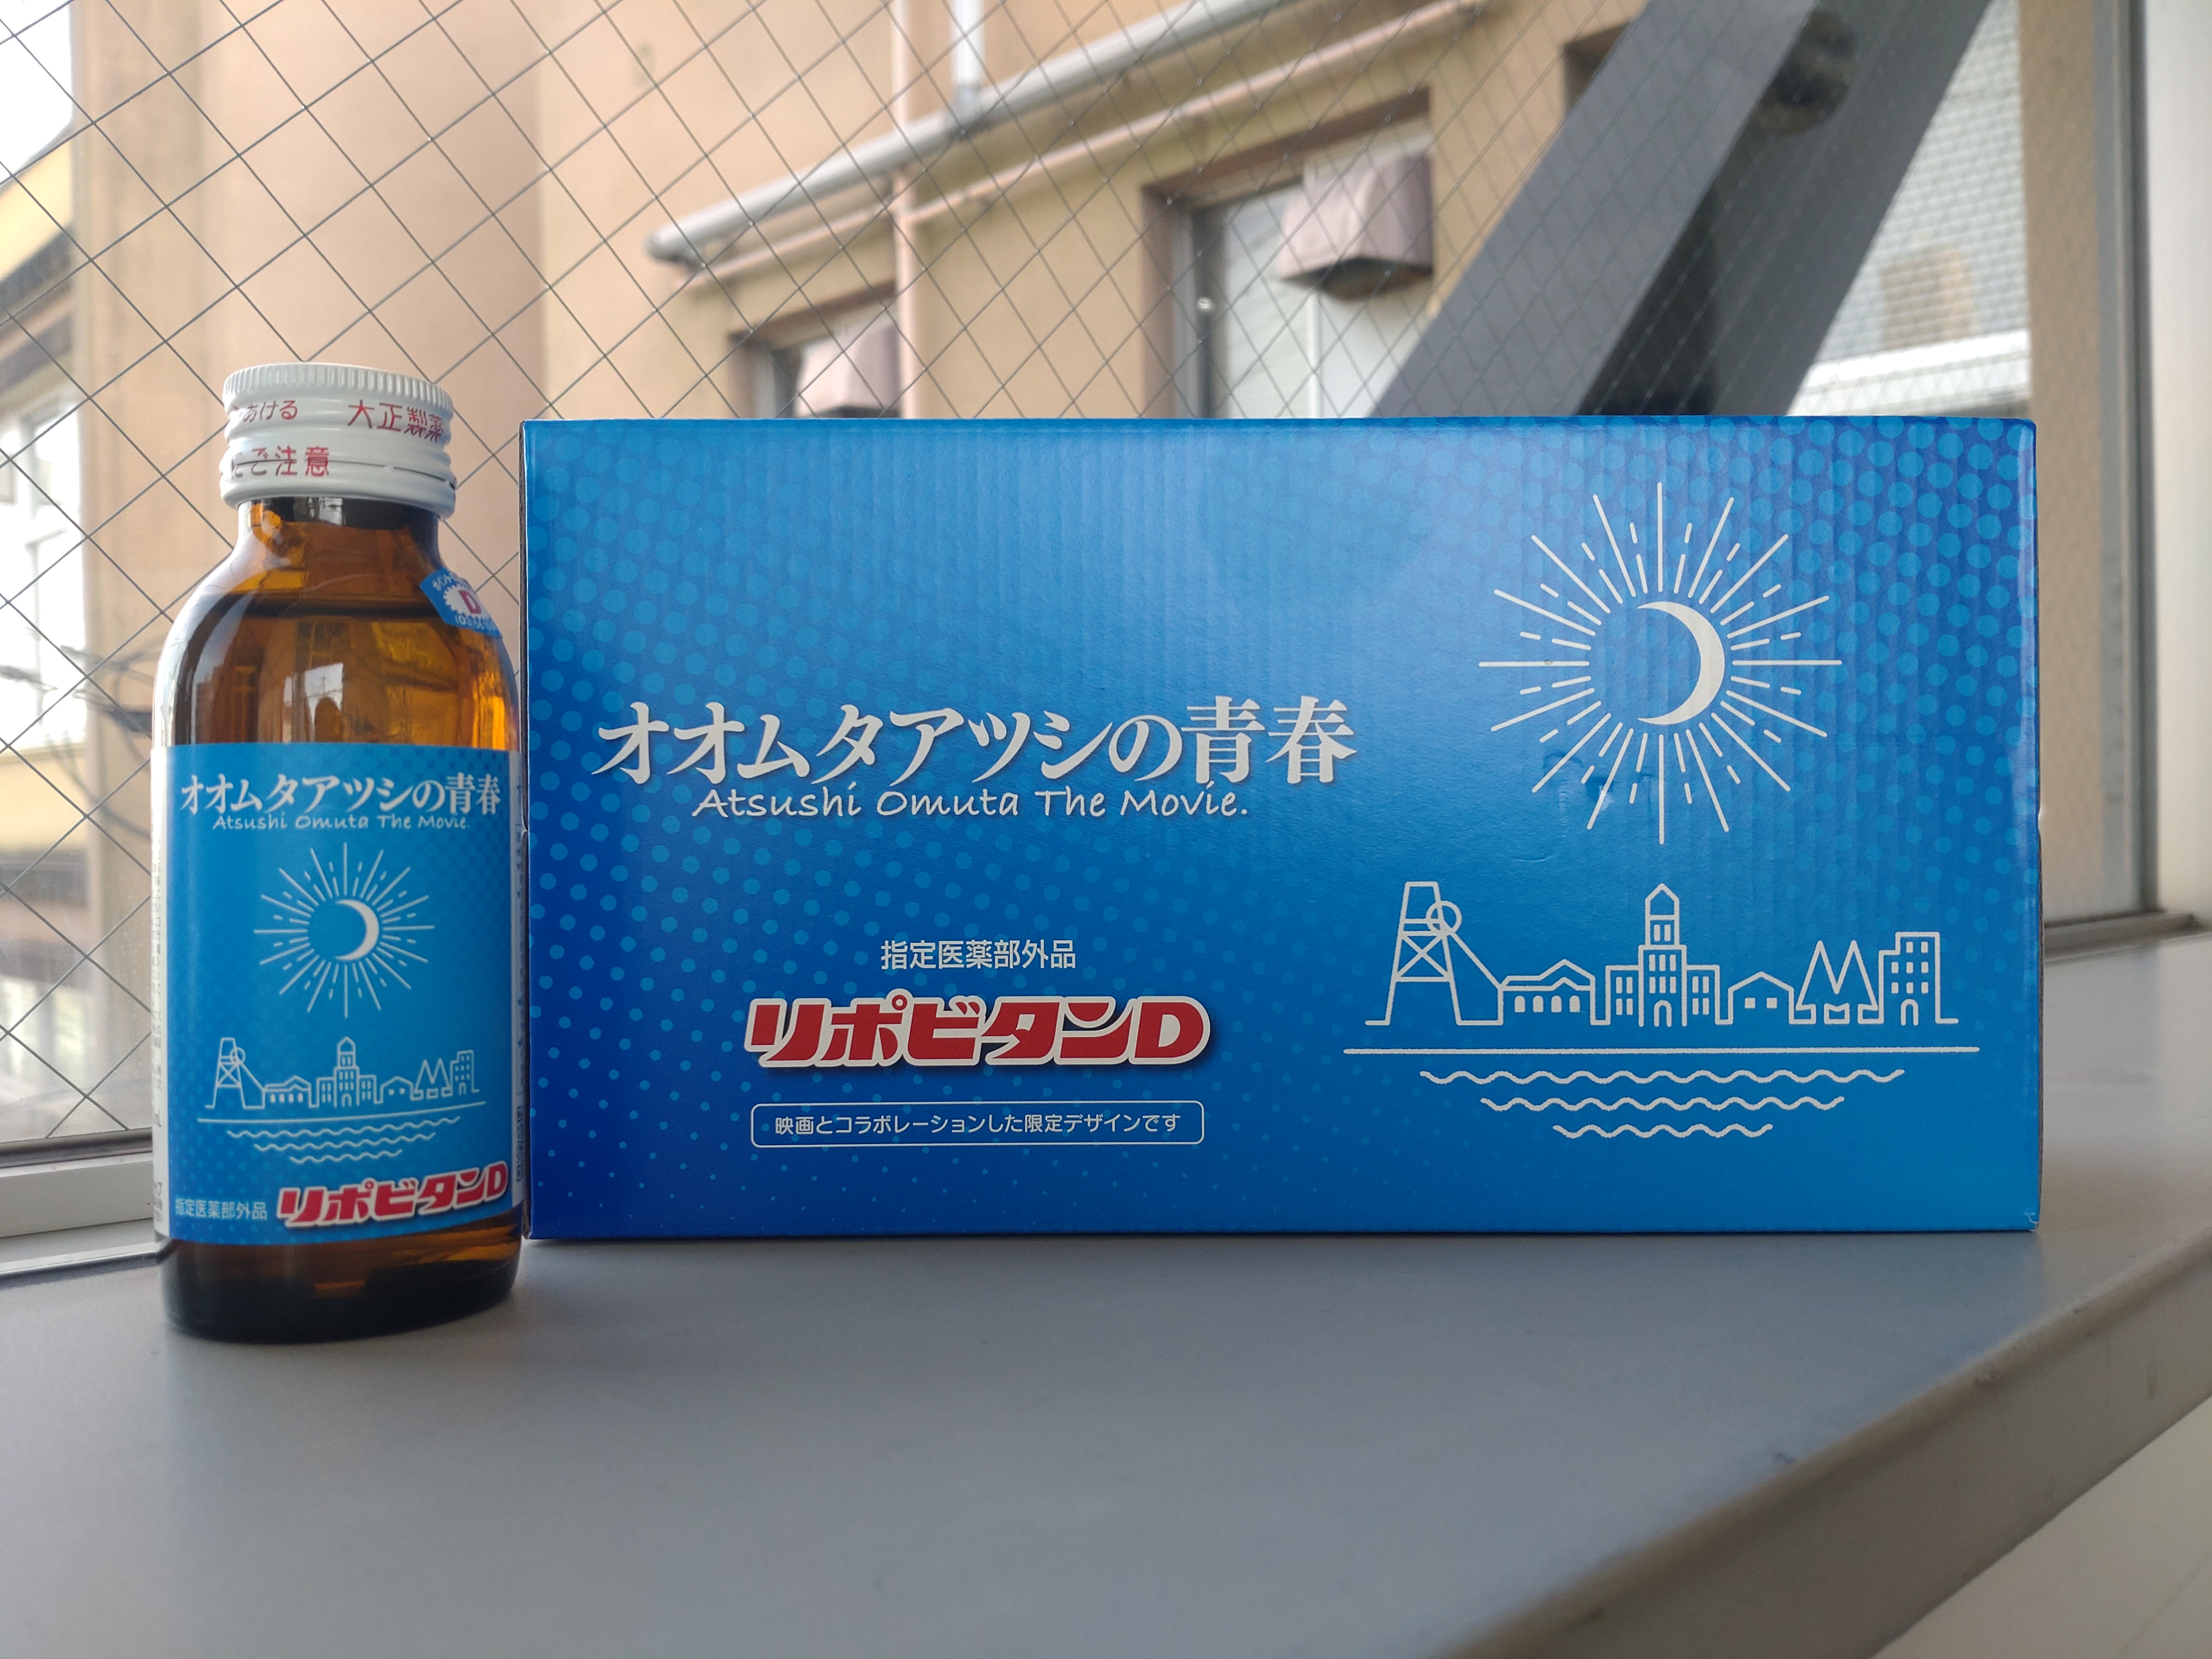 あける 大正製薬
ご注意
D
オオムタアツシの青春
Atsushi Omuta The Movie.
指定医薬部外品
リポビタンD
オオムタアツシの青春
Atsushi Omuta The Movie.
指定医薬部外品
リポビタンD
映画とコラボレーションした限定デザインです